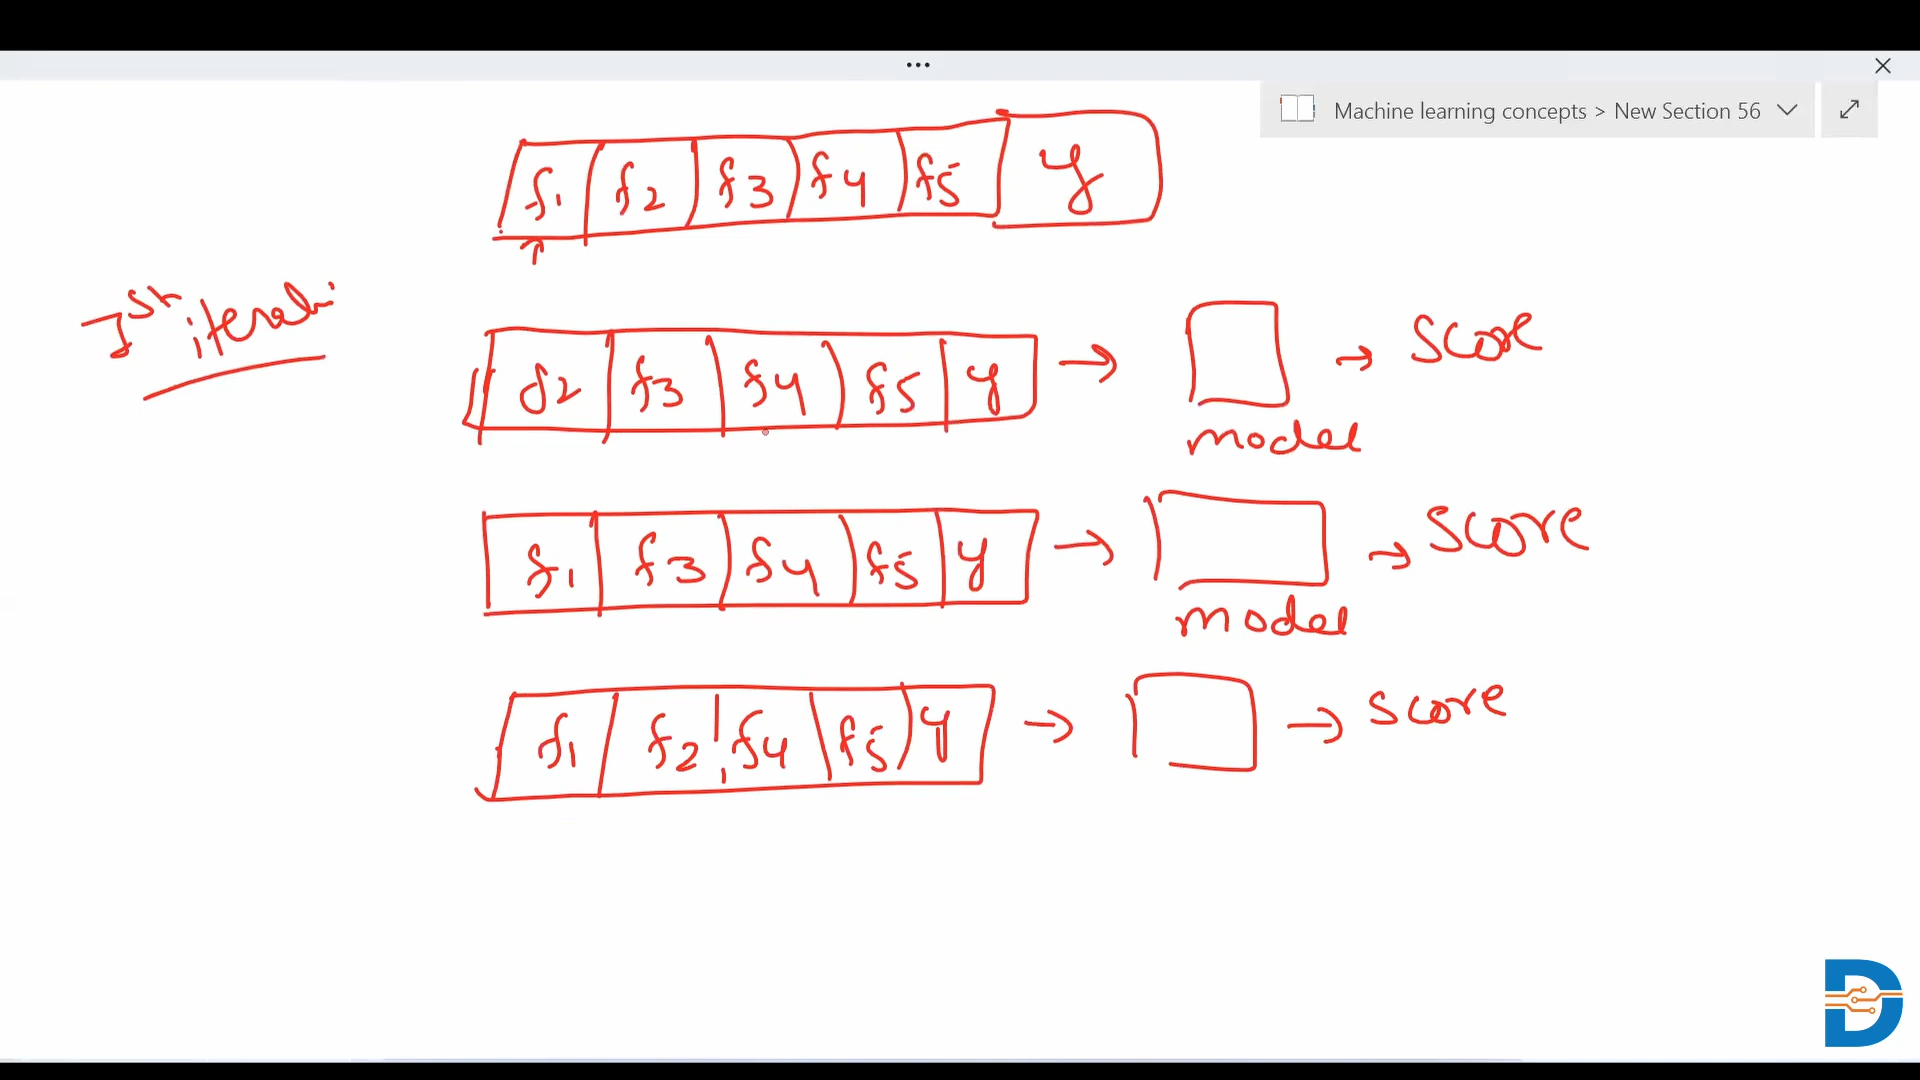 Machine learning concepts > New Section 56
f1 f2 f3 f4 f5 y
1st iterati
f2 f3 f4 f5 y → → score
model
f1 f3 f4 f5 y → → score
model
f1 f2 f4 f5 y → → score